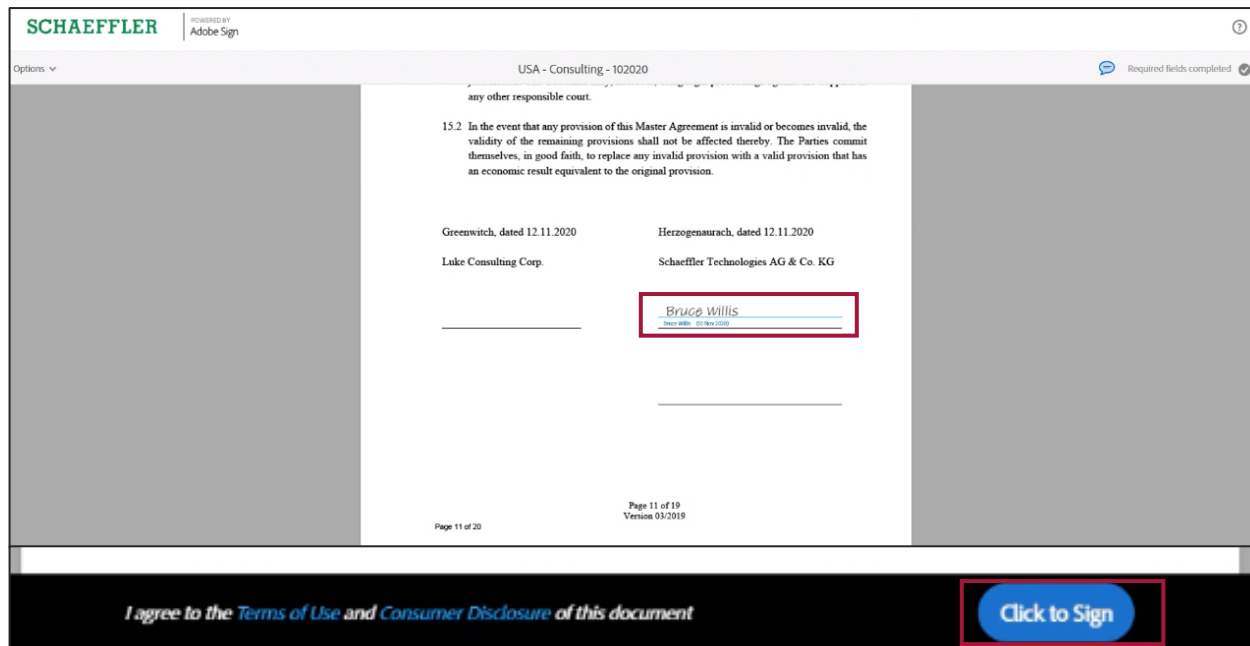 SCHAEFFLER
POWERED BY
Adobe Sign
Options
USA - Consulting - 102020
Required fields completed
any other responsible court.
15.2 In the event that any provision of this Master Agreement is invalid or becomes invalid, the
validity of the remaining provisions shall not be affected thereby. The Parties commit
themselves, in good faith, to replace any invalid provision with a valid provision that has
an economic result equivalent to the original provision.
Greenwitch, dated 12.11.2020
Herzogenaurach, dated 12.11.2020
Luke Consulting Corp.
Schaeffler Technologies AG & Co. KG
Bruce Willis
Bruce Willis
Nov 2020)
Page 11 of 19
Version 03/2019
Page 11 of 20
I agree to the Terms of Use and Consumer Disclosure of this document
Click to Sign